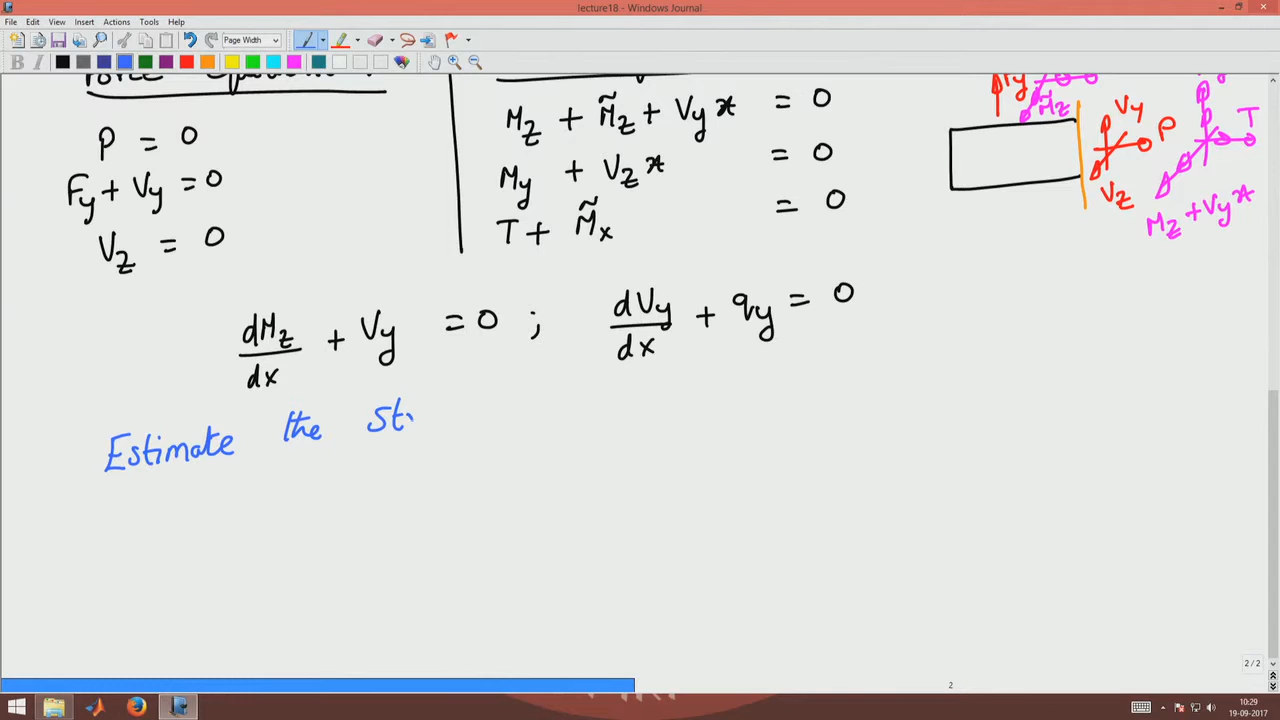 lecture18 - Windows Journal
File Edit View Insert Actions Tools Help
Page Width
P = 0
Fy + Vy = 0
Vz = 0
Mz + M̃z + Vy x = 0
My + Vz x = 0
T + M̃x = 0
Fy
Mz
Vy
P
Vz
T
Mz + Vy x
dMz/dx + Vy = 0 ; dVy/dx + qy = 0
Estimate the St
2 / 2
2
10:29
19-09-2017